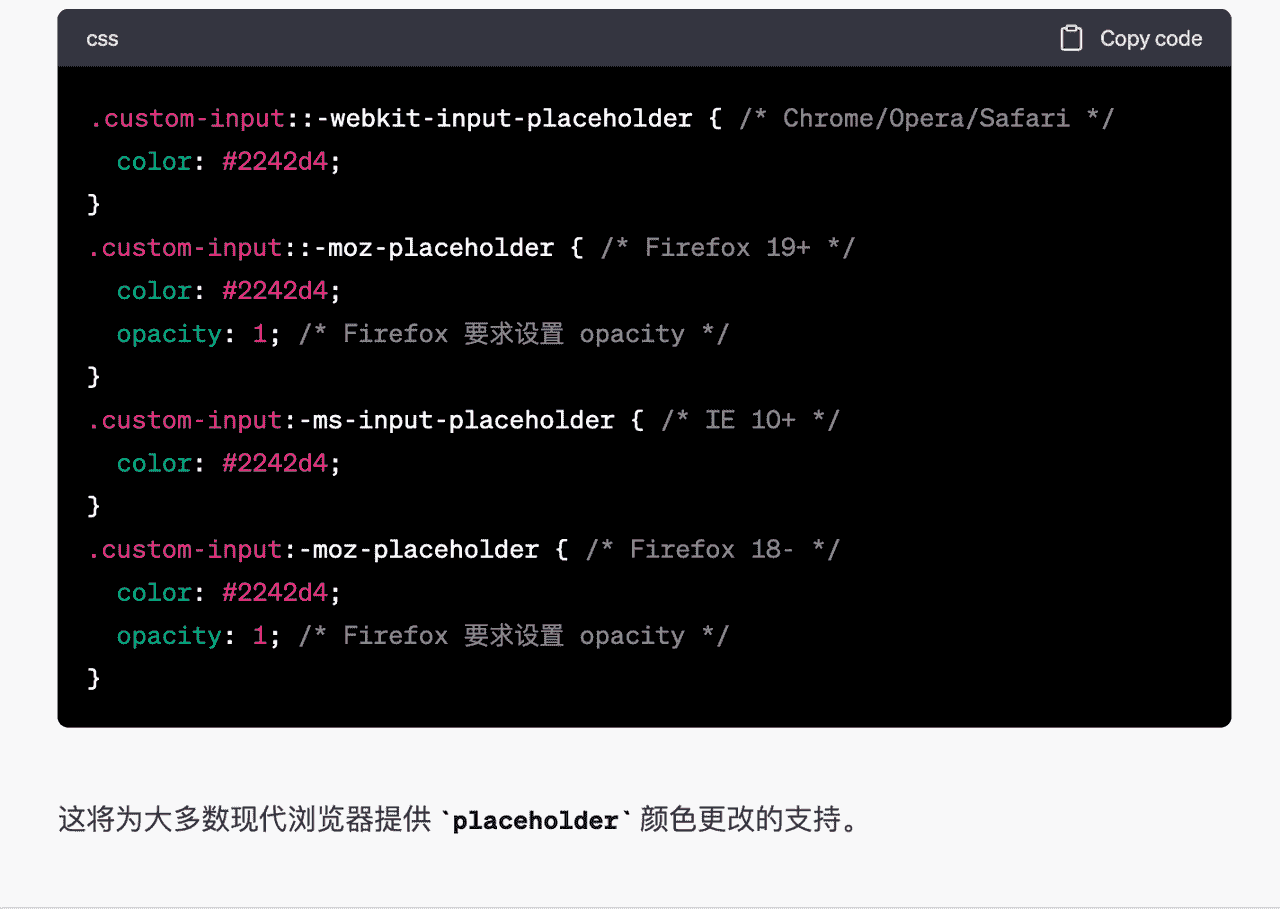 css
Copy code
.custom-input::-webkit-input-placeholder { /* Chrome/Opera/Safari */
  color: #2242d4;
}
.custom-input::-moz-placeholder { /* Firefox 19+ */
  color: #2242d4;
  opacity: 1; /* Firefox 要求设置 opacity */
}
.custom-input:-ms-input-placeholder { /* IE 10+ */
  color: #2242d4;
}
.custom-input:-moz-placeholder { /* Firefox 18- */
  color: #2242d4;
  opacity: 1; /* Firefox 要求设置 opacity */
}
这将为大多数现代浏览器提供 `placeholder` 颜色更改的支持。